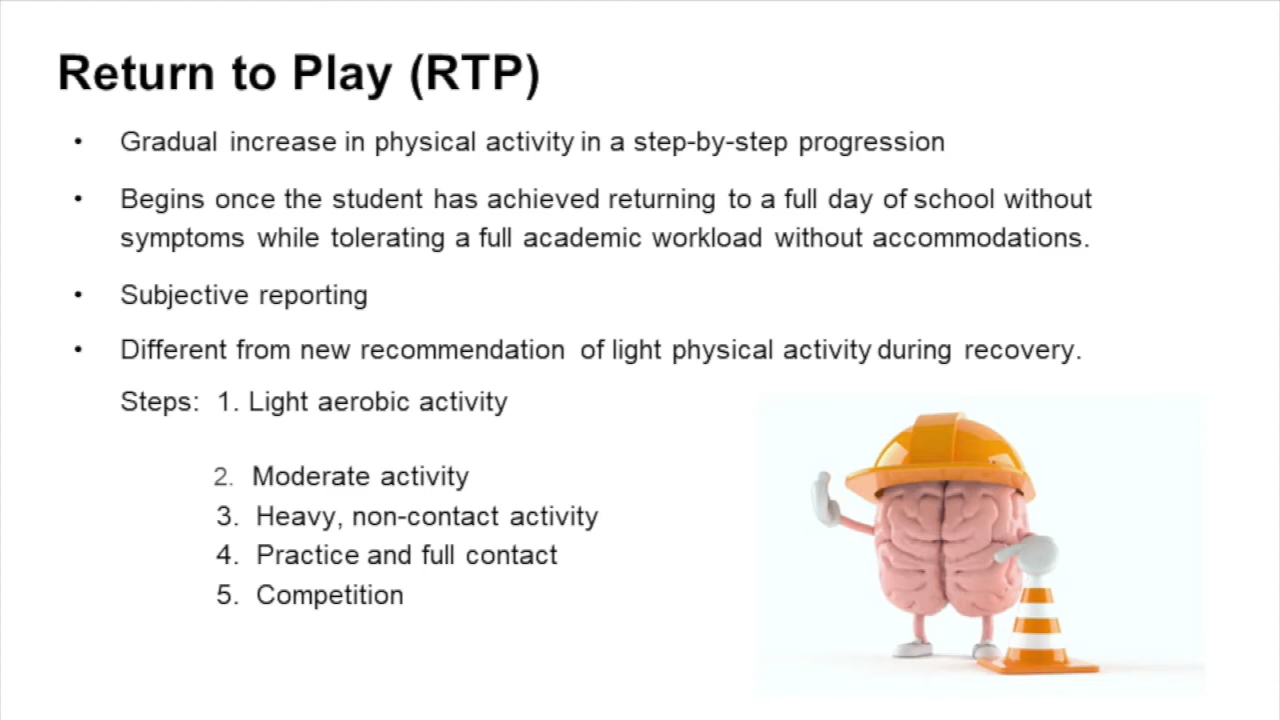 Return to Play (RTP)
• Gradual increase in physical activity in a step-by-step progression
• Begins once the student has achieved returning to a full day of school without
symptoms while tolerating a full academic workload without accommodations.
• Subjective reporting
• Different from new recommendation of light physical activity during recovery.
Steps: 1. Light aerobic activity
2. Moderate activity
3. Heavy, non-contact activity
4. Practice and full contact
5. Competition